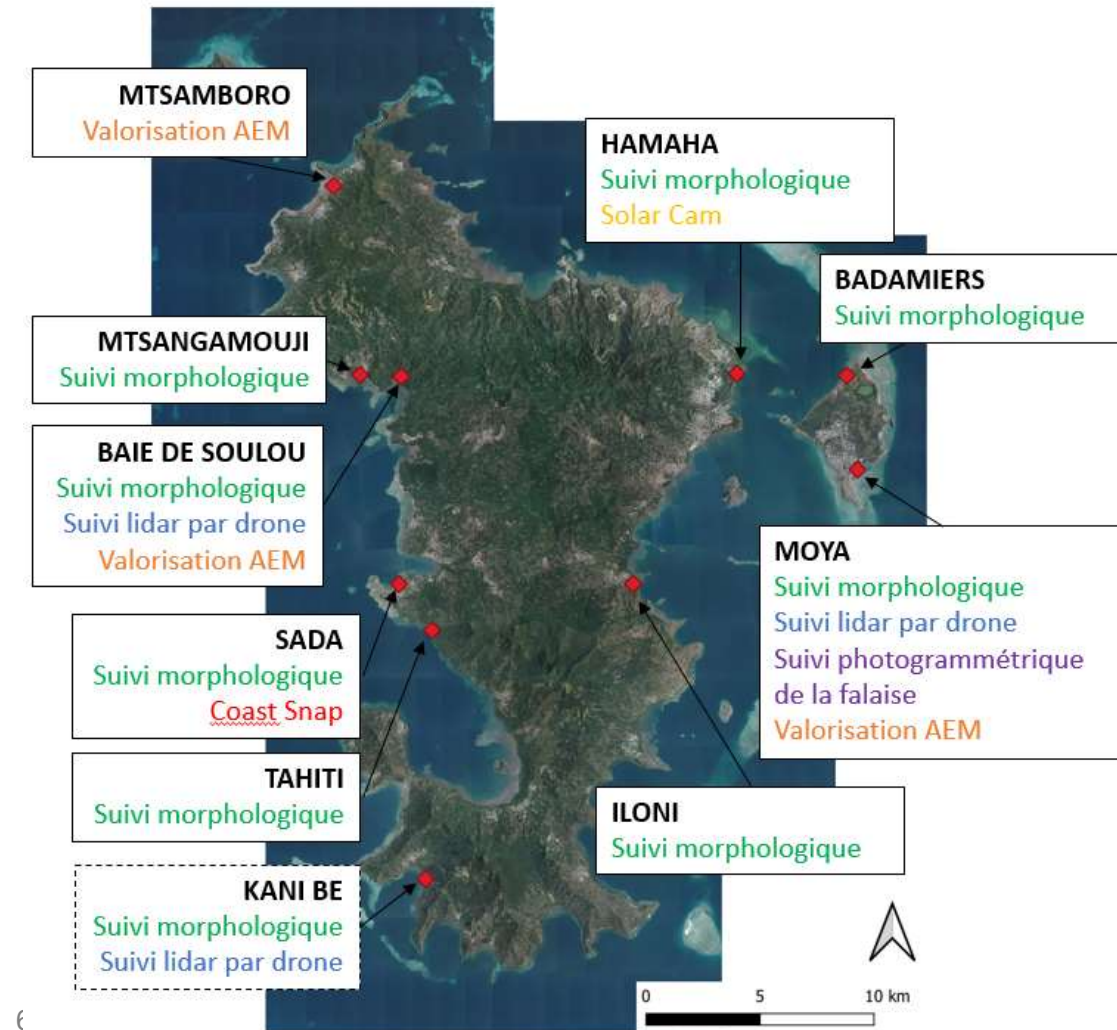 MTSAMBORO
Valorisation AEM
HAMAHA
Suivi morphologique
Solar Cam
BADAMIERS
Suivi morphologique
MTSANGAMOUJI
Suivi morphologique
BAIE DE SOULOU
Suivi morphologique
Suivi lidar par drone
Valorisation AEM
MOYA
Suivi morphologique
Suivi lidar par drone
Suivi photogrammétrique
de la falaise
Valorisation AEM
SADA
Suivi morphologique
Coast Snap
TAHITI
Suivi morphologique
ILONI
Suivi morphologique
KANI BE
Suivi morphologique
Suivi lidar par drone
0 5 10 km